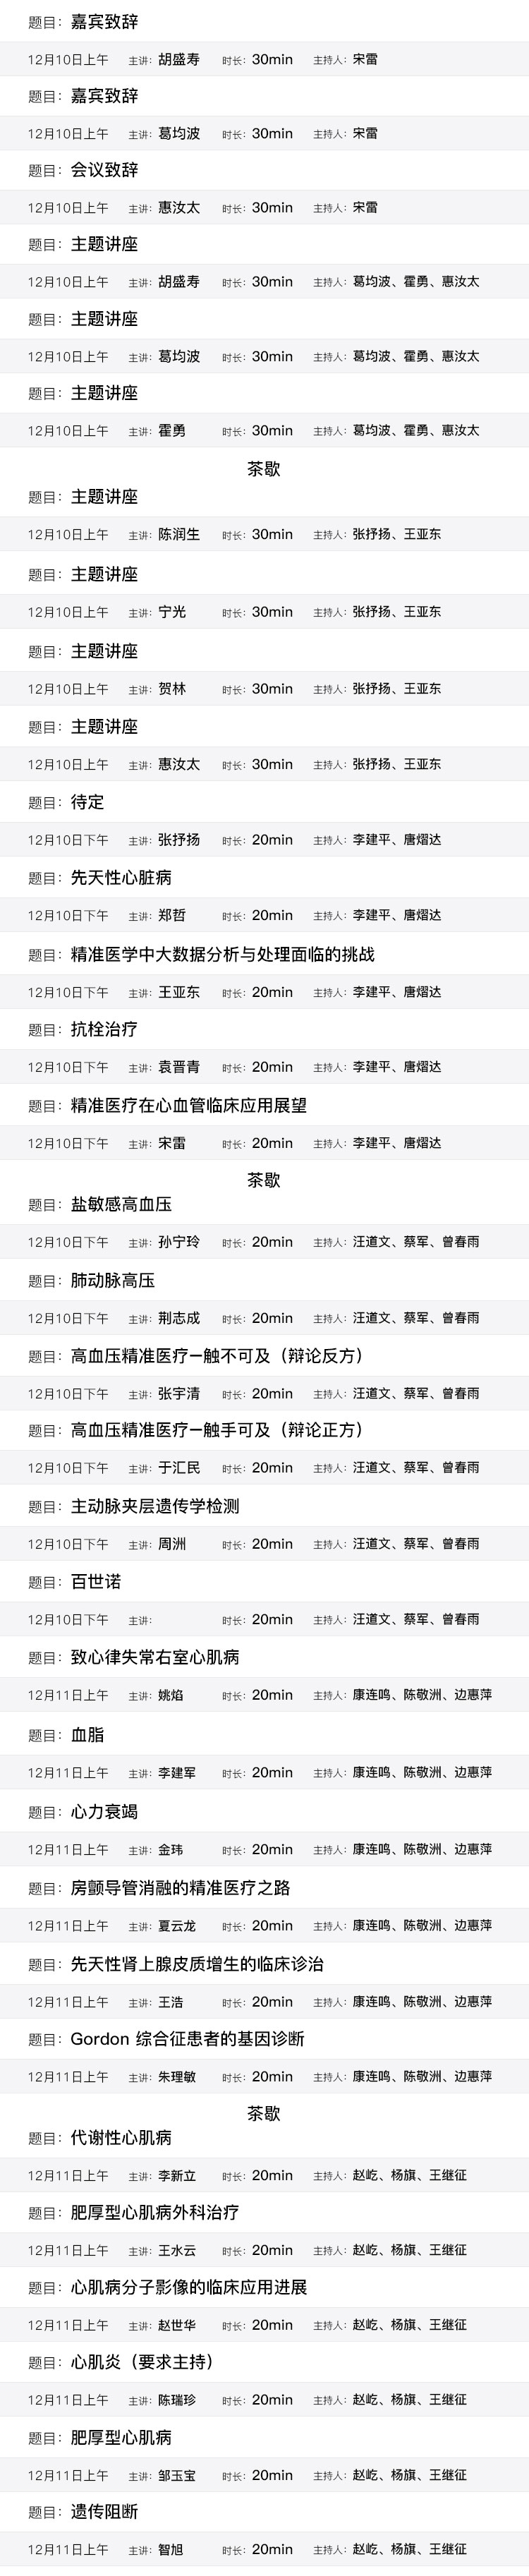 题目: 嘉宾致辞
12月10日上午 主讲: 胡盛寿 时长: 30min 主持人: 宋雷
题目: 嘉宾致辞
12月10日上午 主讲: 葛均波 时长: 30min 主持人: 宋雷
题目: 会议致辞
12月10日上午 主讲: 惠汝太 时长: 30min 主持人: 宋雷
题目: 主题讲座
12月10日上午 主讲: 胡盛寿 时长: 30min 主持人: 葛均波、霍勇、惠汝太
题目: 主题讲座
12月10日上午 主讲: 葛均波 时长: 30min 主持人: 葛均波、霍勇、惠汝太
题目: 主题讲座
12月10日上午 主讲: 霍勇 时长: 30min 主持人: 葛均波、霍勇、惠汝太
茶歇
题目: 主题讲座
12月10日上午 主讲: 陈润生 时长: 30min 主持人: 张抒扬、王亚东
题目: 主题讲座
12月10日上午 主讲: 宁光 时长: 30min 主持人: 张抒扬、王亚东
题目: 主题讲座
12月10日上午 主讲: 贺林 时长: 30min 主持人: 张抒扬、王亚东
题目: 主题讲座
12月10日上午 主讲: 惠汝太 时长: 30min 主持人: 张抒扬、王亚东
题目: 待定
12月10日下午 主讲: 张抒扬 时长: 20min 主持人: 李建平、唐熠达
题目: 先天性心脏病
12月10日下午 主讲: 郑哲 时长: 20min 主持人: 李建平、唐熠达
题目: 精准医学中大数据分析与处理面临的挑战
12月10日下午 主讲: 王亚东 时长: 20min 主持人: 李建平、唐熠达
题目: 抗栓治疗
12月10日下午 主讲: 袁晋青 时长: 20min 主持人: 李建平、唐熠达
题目: 精准医疗在心血管临床应用展望
12月10日下午 主讲: 宋雷 时长: 20min 主持人: 李建平、唐熠达
茶歇
题目: 盐敏感高血压
12月10日下午 主讲: 孙宁玲 时长: 20min 主持人: 汪道文、蔡军、曾春雨
题目: 肺动脉高压
12月10日下午 主讲: 荆志成 时长: 20min 主持人: 汪道文、蔡军、曾春雨
题目: 高血压精准医疗—触不可及（辩论反方）
12月10日下午 主讲: 张宇清 时长: 20min 主持人: 汪道文、蔡军、曾春雨
题目: 高血压精准医疗—触手可及（辩论正方）
12月10日下午 主讲: 于汇民 时长: 20min 主持人: 汪道文、蔡军、曾春雨
题目: 主动脉夹层遗传学检测
12月10日下午 主讲: 周洲 时长: 20min 主持人: 汪道文、蔡军、曾春雨
题目: 百世诺
12月10日下午 主讲: 时长: 20min 主持人: 汪道文、蔡军、曾春雨
题目: 致心律失常右室心肌病
12月11日上午 主讲: 姚焰 时长: 20min 主持人: 康连鸣、陈敬洲、边惠萍
题目: 血脂
12月11日上午 主讲: 李建军 时长: 20min 主持人: 康连鸣、陈敬洲、边惠萍
题目: 心力衰竭
12月11日上午 主讲: 金玮 时长: 20min 主持人: 康连鸣、陈敬洲、边惠萍
题目: 房颤导管消融的精准医疗之路
12月11日上午 主讲: 夏云龙 时长: 20min 主持人: 康连鸣、陈敬洲、边惠萍
题目: 先天性肾上腺皮质增生的临床诊治
12月11日上午 主讲: 王浩 时长: 20min 主持人: 康连鸣、陈敬洲、边惠萍
题目: Gordon 综合征患者的基因诊断
12月11日上午 主讲: 朱理敏 时长: 20min 主持人: 康连鸣、陈敬洲、边惠萍
茶歇
题目: 代谢性心肌病
12月11日上午 主讲: 李新立 时长: 20min 主持人: 赵屹、杨旗、王继征
题目: 肥厚型心肌病外科治疗
12月11日上午 主讲: 王水云 时长: 20min 主持人: 赵屹、杨旗、王继征
题目: 心肌病分子影像的临床应用进展
12月11日上午 主讲: 赵世华 时长: 20min 主持人: 赵屹、杨旗、王继征
题目: 心肌炎（要求主持）
12月11日上午 主讲: 陈瑞珍 时长: 20min 主持人: 赵屹、杨旗、王继征
题目: 肥厚型心肌病
12月11日上午 主讲: 邹玉宝 时长: 20min 主持人: 赵屹、杨旗、王继征
题目: 遗传阻断
12月11日上午 主讲: 智旭 时长: 20min 主持人: 赵屹、杨旗、王继征